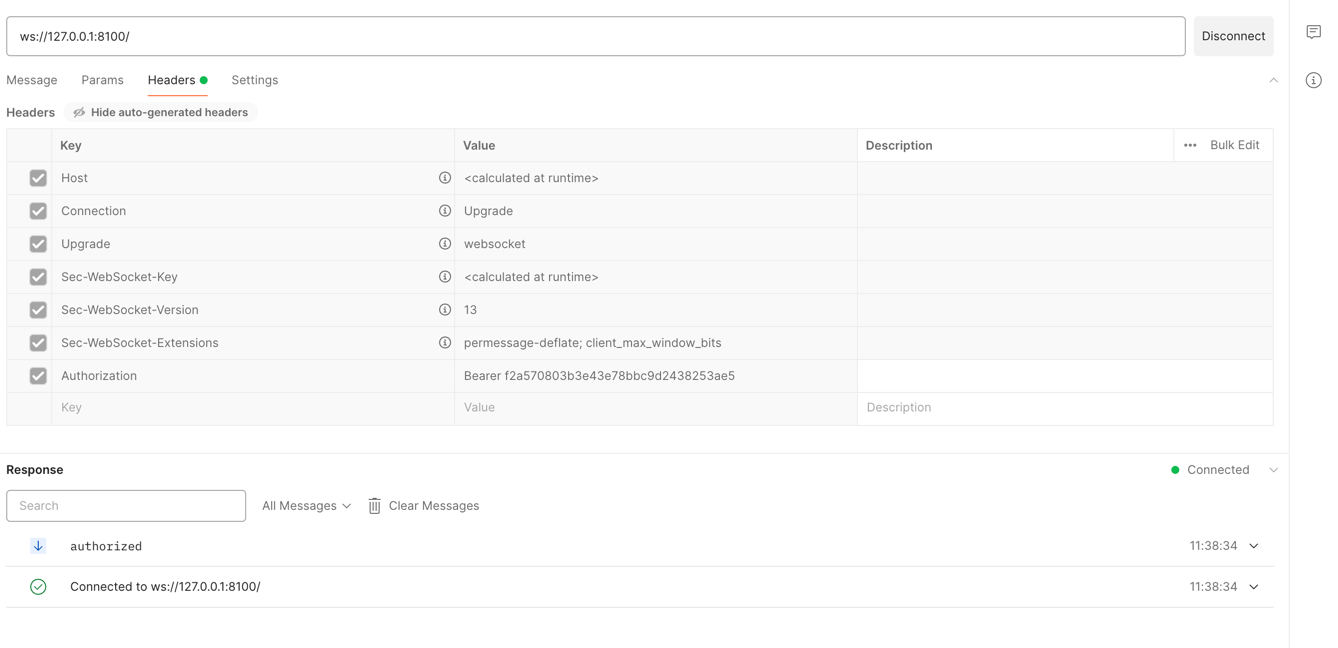 ws://127.0.0.1:8100/ Disconnect
Message Params Headers Settings
Headers Hide auto-generated headers
Key Value Description ••• Bulk Edit
Host <calculated at runtime>
Connection Upgrade
Upgrade websocket
Sec-WebSocket-Key <calculated at runtime>
Sec-WebSocket-Version 13
Sec-WebSocket-Extensions permessage-deflate; client_max_window_bits
Authorization Bearer f2a570803b3e43e78bbc9d2438253ae5
Key Value Description
Response Connected
Search All Messages Clear Messages
authorized 11:38:34
Connected to ws://127.0.0.1:8100/ 11:38:34